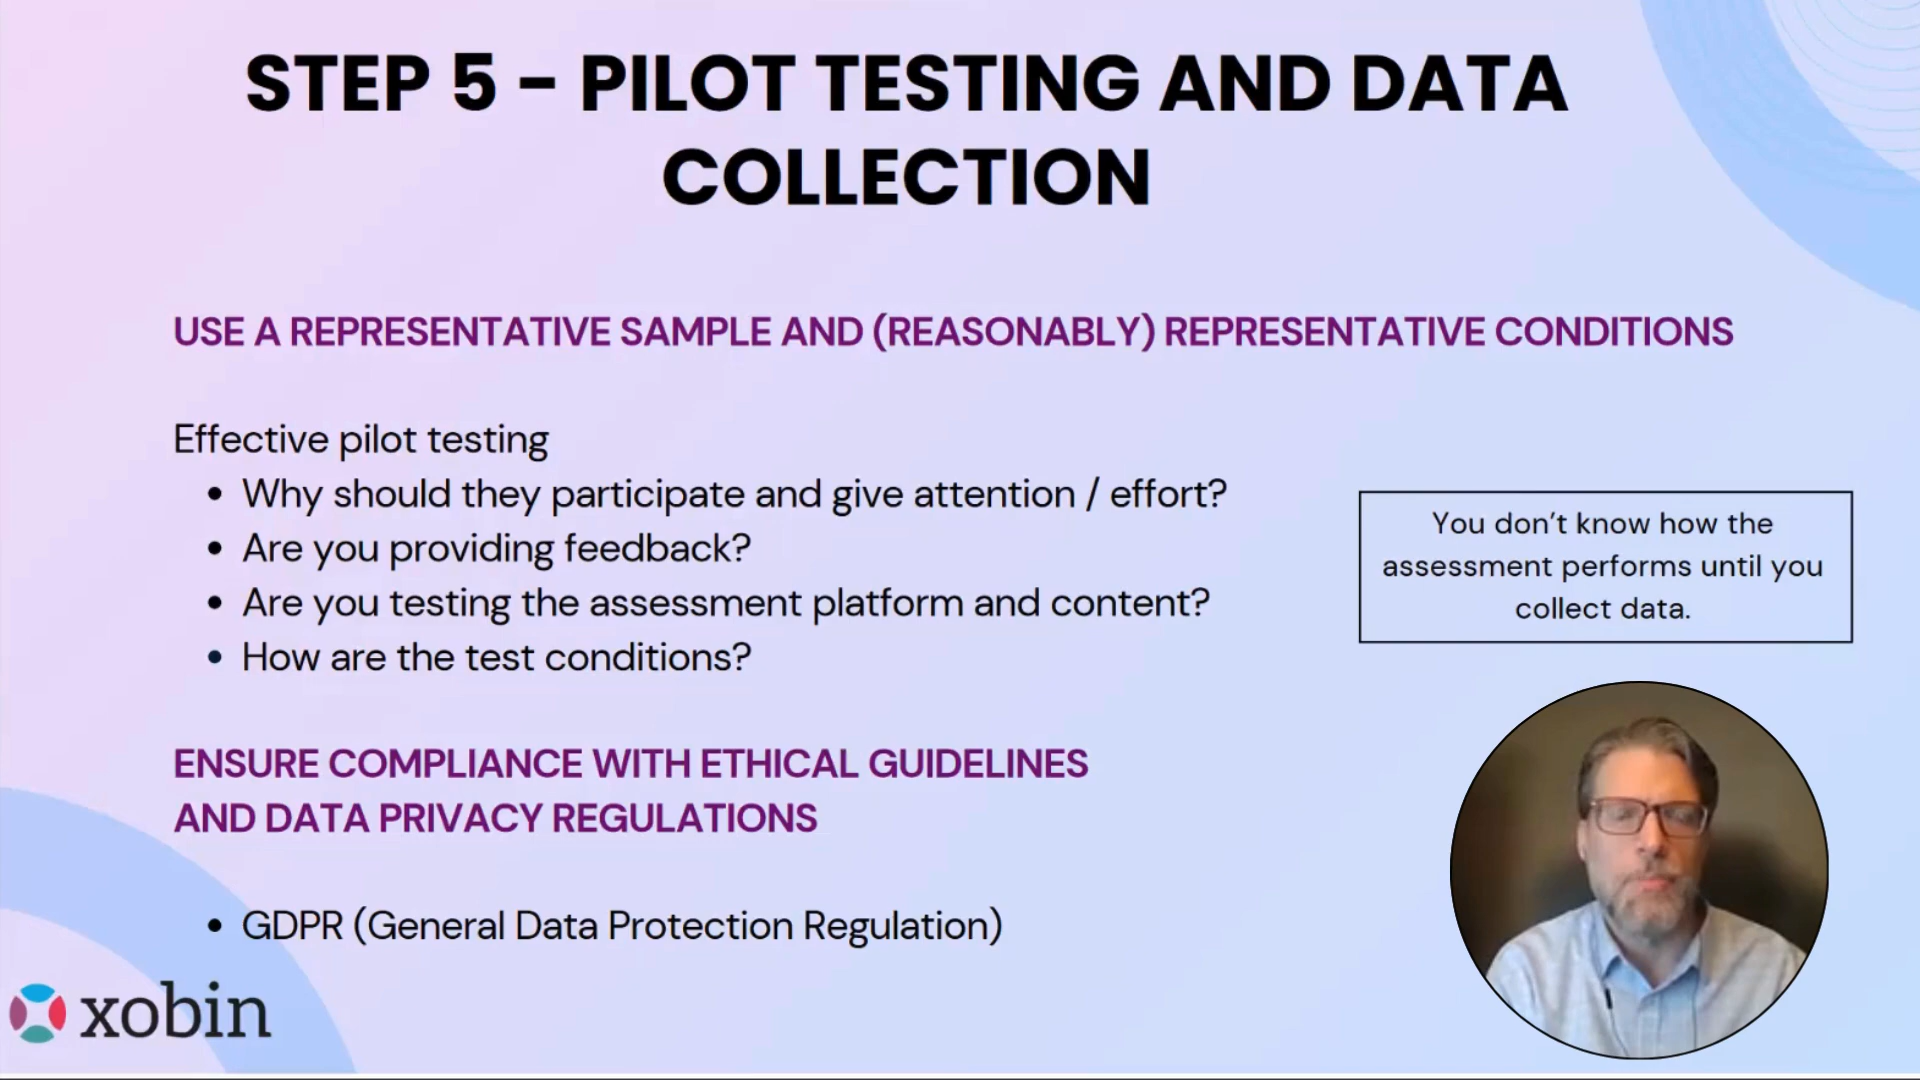 STEP 5 - PILOT TESTING AND DATA
COLLECTION
USE A REPRESENTATIVE SAMPLE AND (REASONABLY) REPRESENTATIVE CONDITIONS
Effective pilot testing
• Why should they participate and give attention / effort?
• Are you providing feedback?
• Are you testing the assessment platform and content?
• How are the test conditions?
You don’t know how the
assessment performs until you
collect data.
ENSURE COMPLIANCE WITH ETHICAL GUIDELINES
AND DATA PRIVACY REGULATIONS
• GDPR (General Data Protection Regulation)
xobin